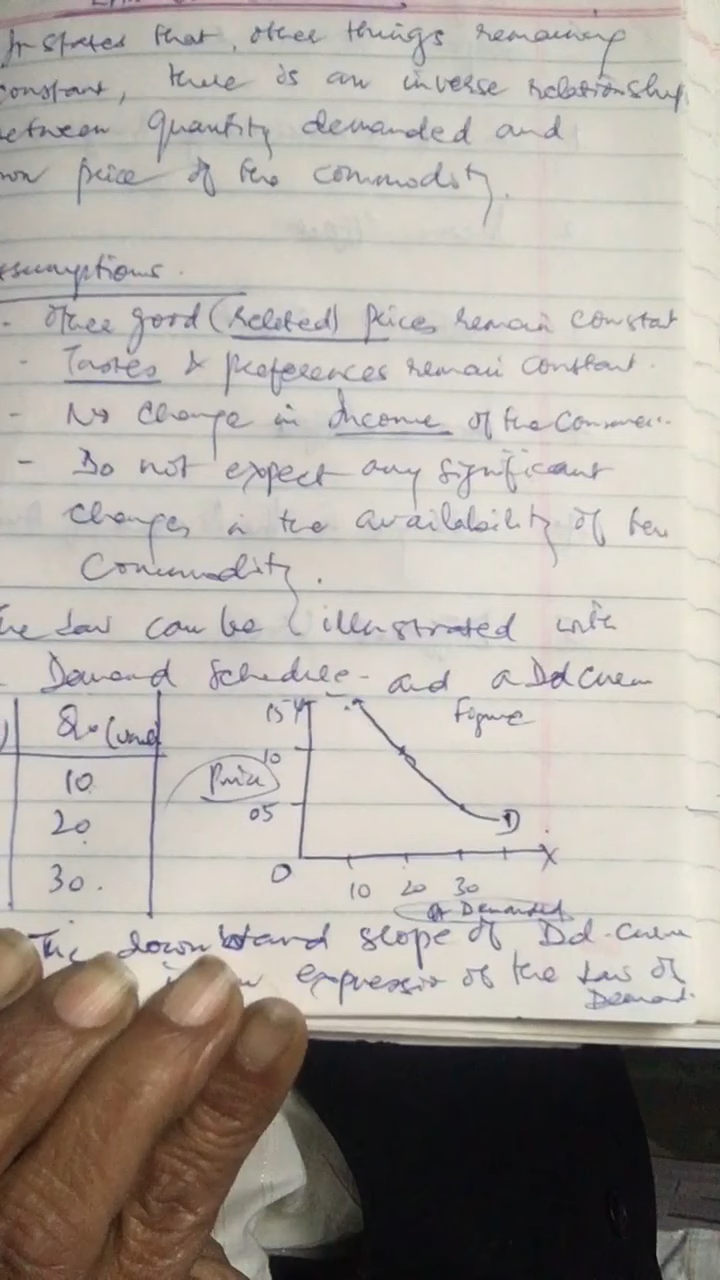 It states that, other things remaining
constant, there is an inverse relationship
between quantity demanded and
own price of the commodity.
Assumptions.
- Other good (Related) prices remain constat
- Tastes & preferences remain constant.
- No change in Income of the Consumer.
- Do not expect any significant
changes in the availability of the
Commodity.
The Law can be illustrated with
Demand Schedule - and a Dd curve
) Qn. (Units)
10
20
30.
15 Y
Figure
10
Price
05
D
O
X
10 20 30
Q Demanded
The downward slope of Dd-curve
expression of the Law of
Demand.